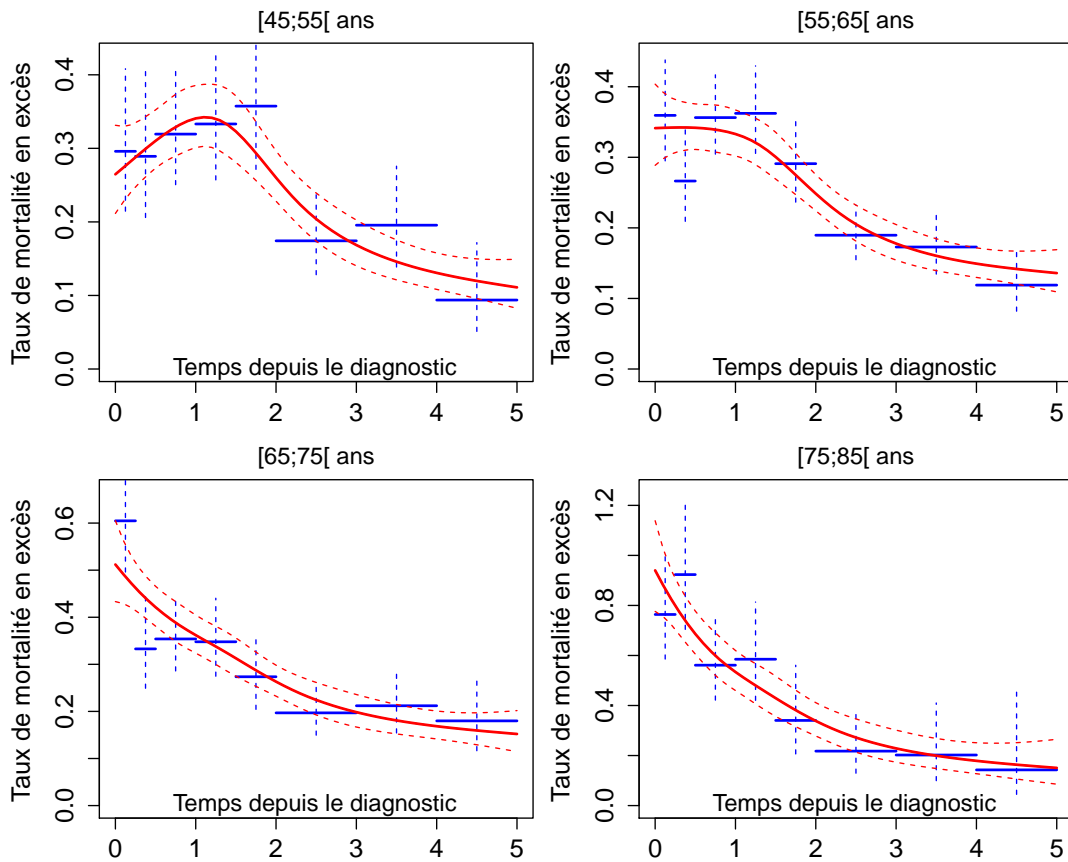 [45;55[ ans
Taux de mortalité en excès
0.0 0.1 0.2 0.3 0.4
Temps depuis le diagnostic
0 1 2 3 4 5
[55;65[ ans
Taux de mortalité en excès
0.0 0.1 0.2 0.3 0.4
Temps depuis le diagnostic
0 1 2 3 4 5
[65;75[ ans
Taux de mortalité en excès
0.0 0.2 0.4 0.6
Temps depuis le diagnostic
0 1 2 3 4 5
[75;85[ ans
Taux de mortalité en excès
0.0 0.4 0.8 1.2
Temps depuis le diagnostic
0 1 2 3 4 5